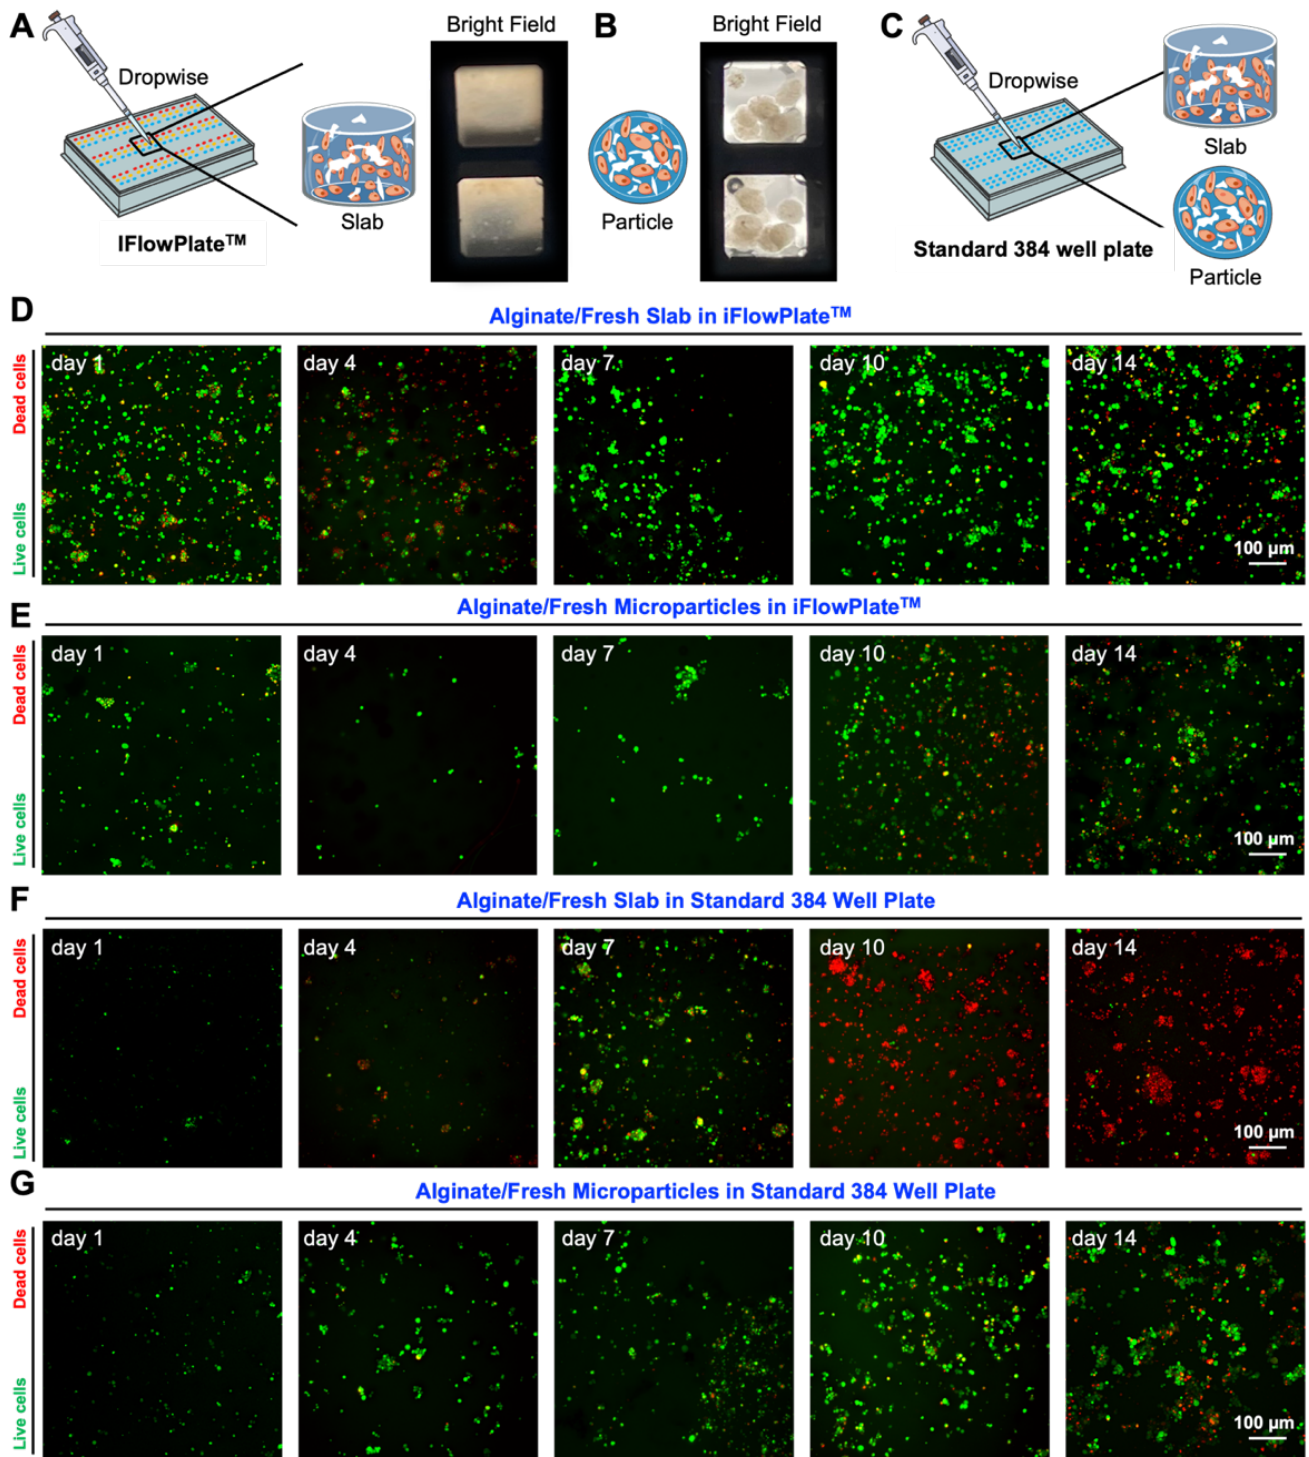 A
Dropwise
IFlowPlate™
Slab
Bright Field
B
Particle
Bright Field
C
Dropwise
Standard 384 well plate
Slab
Particle
D
Alginate/Fresh Slab in iFlowPlate™
Dead cells
Live cells
day 1
day 4
day 7
day 10
day 14
100 µm
E
Alginate/Fresh Microparticles in iFlowPlate™
Dead cells
Live cells
day 1
day 4
day 7
day 10
day 14
100 µm
F
Alginate/Fresh Slab in Standard 384 Well Plate
Dead cells
Live cells
day 1
day 4
day 7
day 10
day 14
100 µm
G
Alginate/Fresh Microparticles in Standard 384 Well Plate
Dead cells
Live cells
day 1
day 4
day 7
day 10
day 14
100 µm